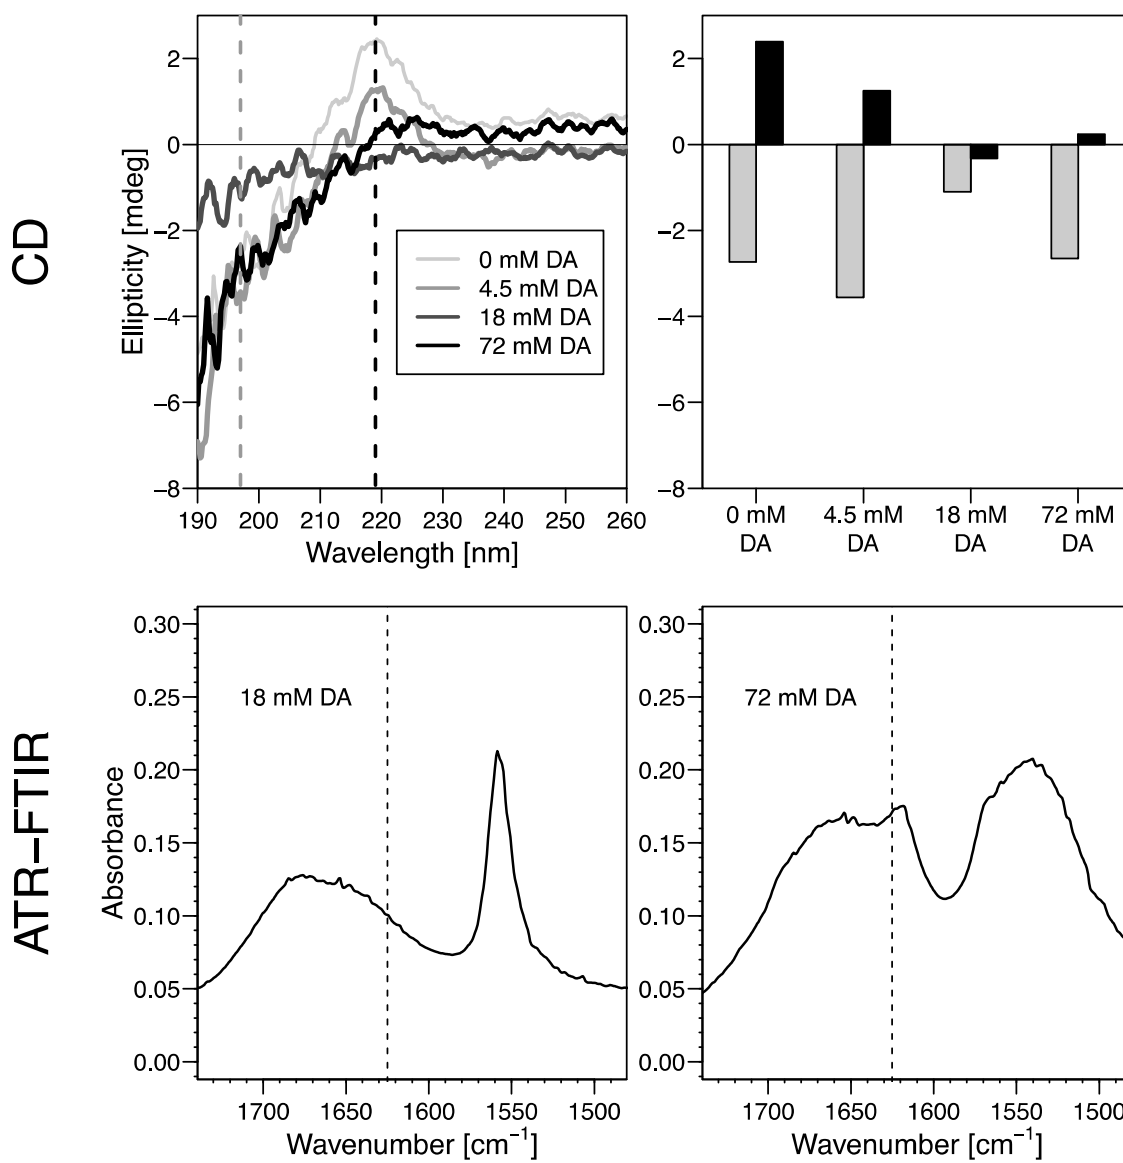 CD
Ellipticity [mdeg]
2
0
−2
−4
−6
−8
0 mM DA
4.5 mM DA
18 mM DA
72 mM DA
190 200 210 220 230 240 250 260
Wavelength [nm]
2
0
−2
−4
−6
−8
0 mM DA
4.5 mM DA
18 mM DA
72 mM DA
ATR−FTIR
Absorbance
0.30
0.25
0.20
0.15
0.10
0.05
0.00
18 mM DA
1700 1650 1600 1550 1500
Wavenumber [cm⁻¹]
0.30
0.25
0.20
0.15
0.10
0.05
0.00
72 mM DA
1700 1650 1600 1550 1500
Wavenumber [cm⁻¹]